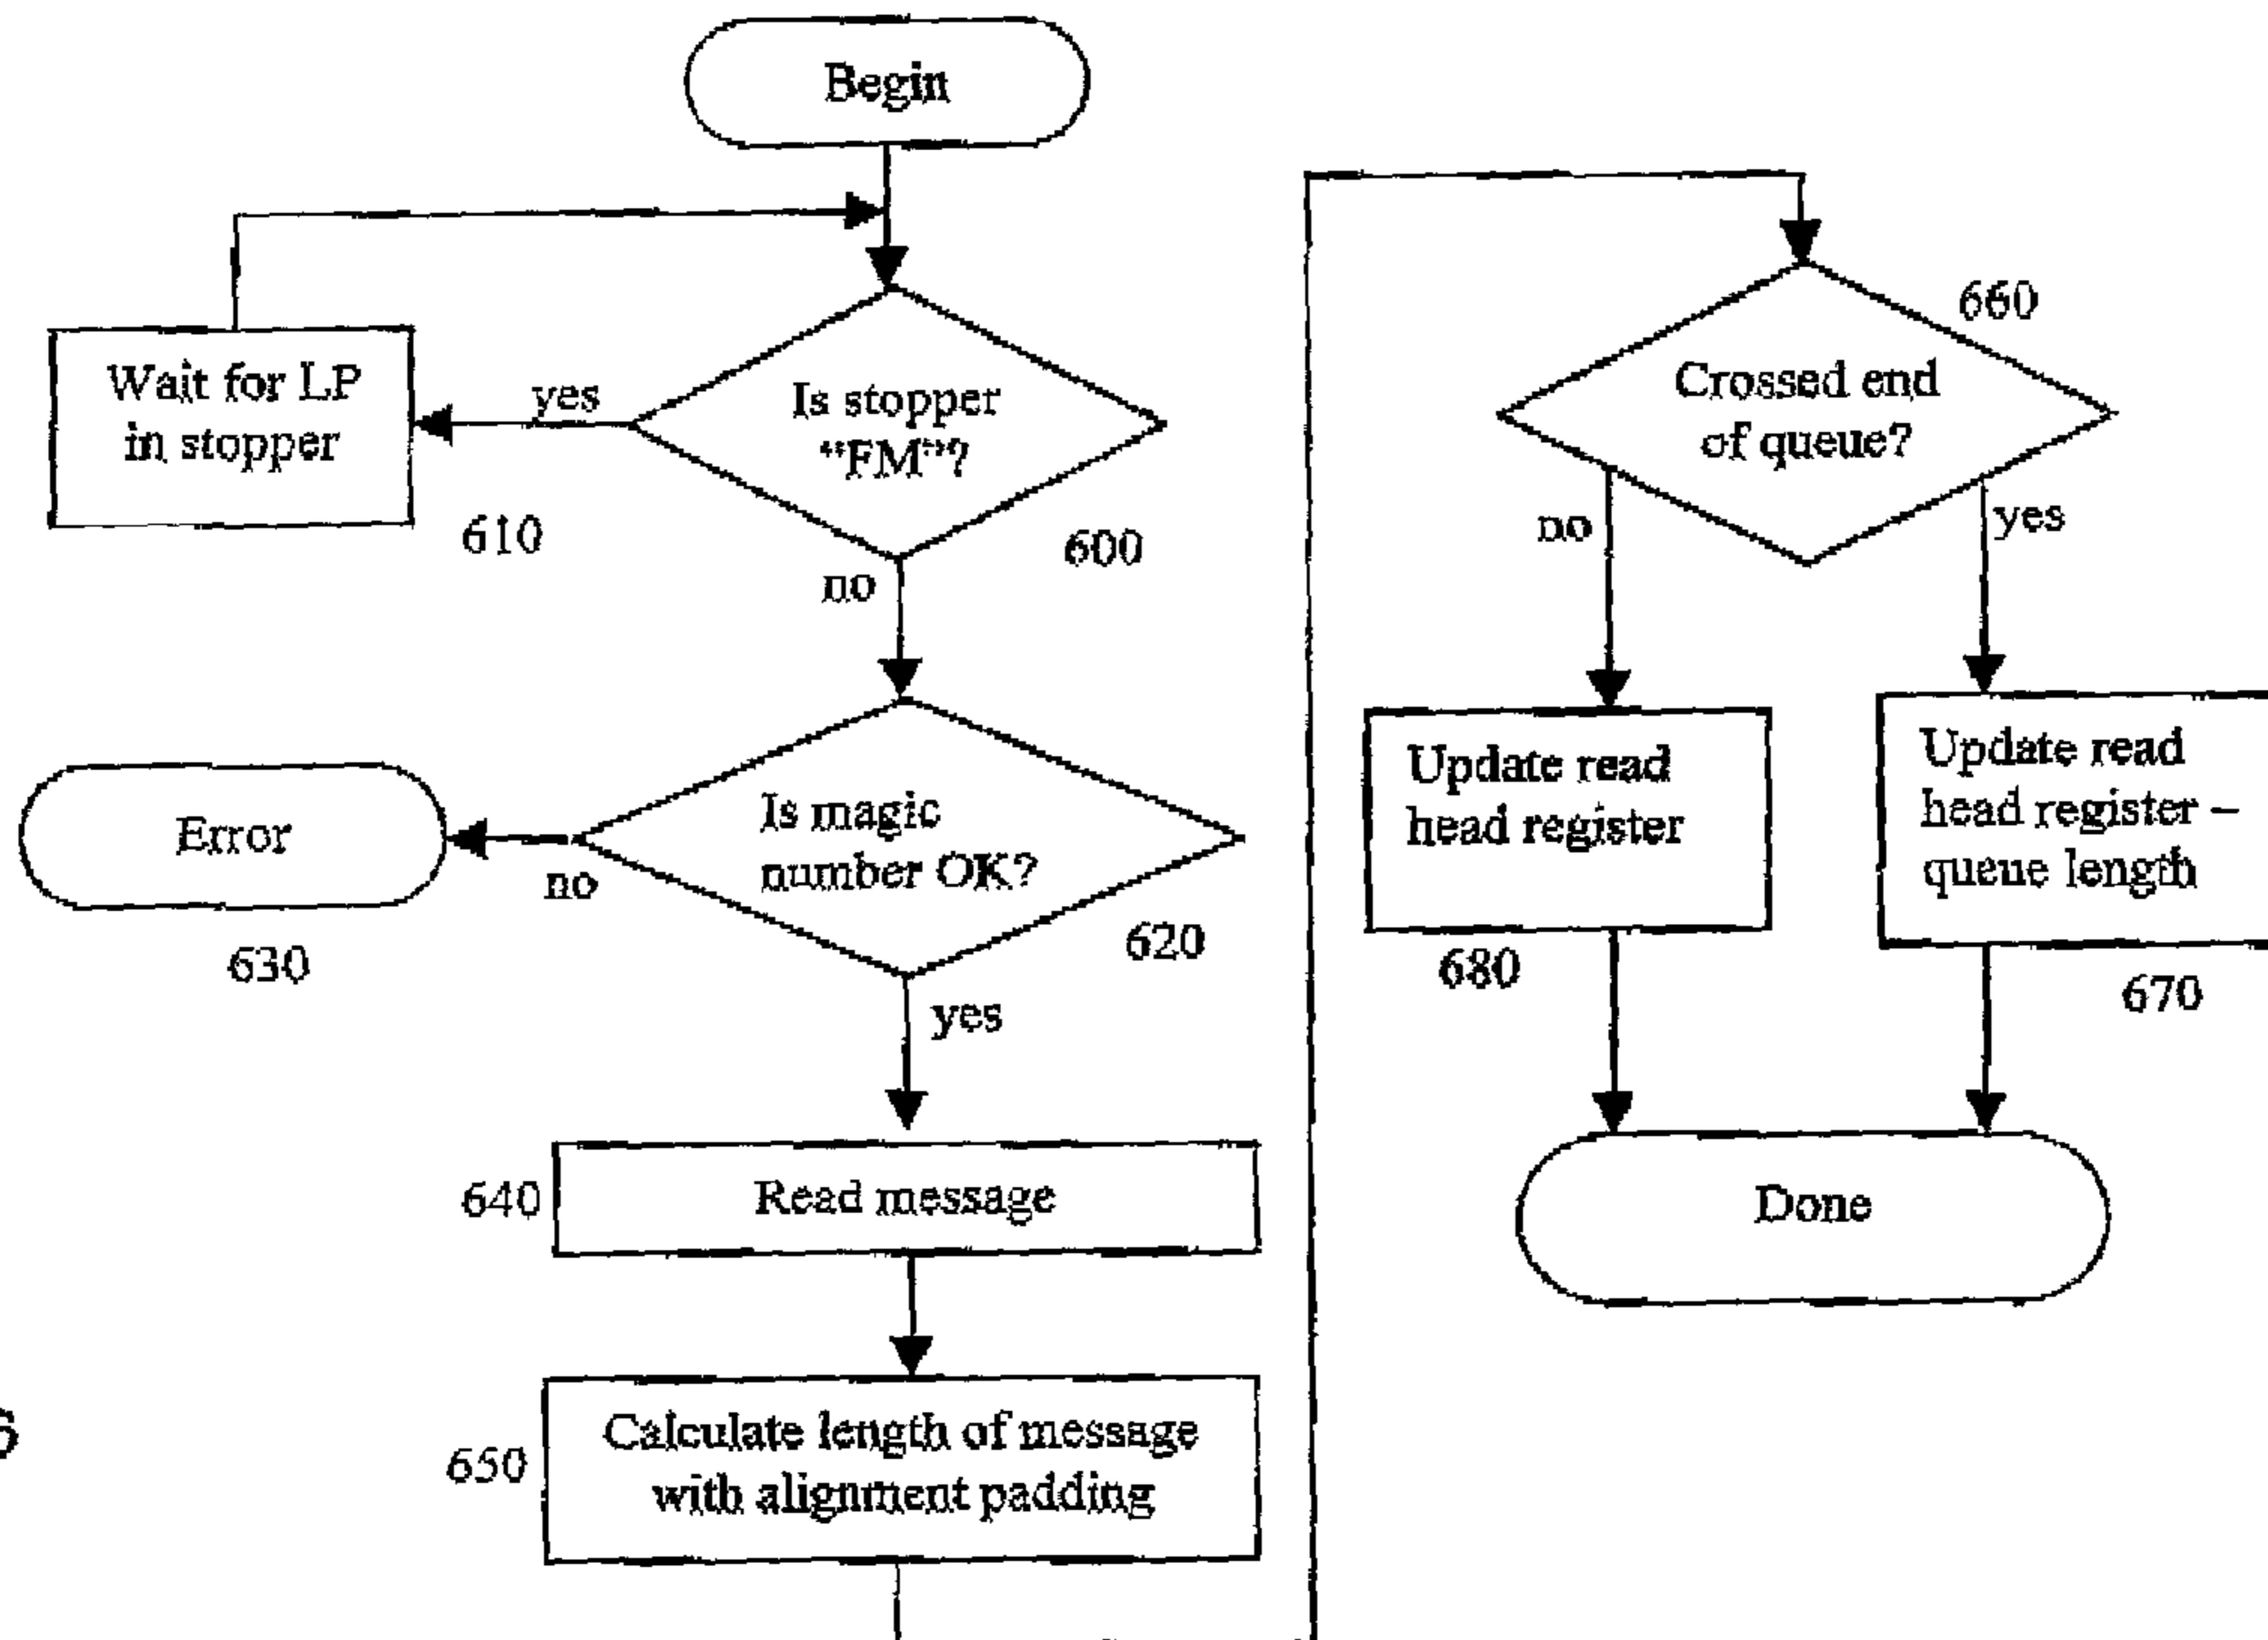 Begin
Wait for LP
in stopper
610
yes
Is stopper
“FM”?
600
no
Is magic
number OK?
620
no
Error
630
yes
640
Read message
650
Calculate length of message
with alignment padding
660
Crossed end
of queue?
no
yes
Update read
head register
680
Update read
head register –
queue length
670
Done